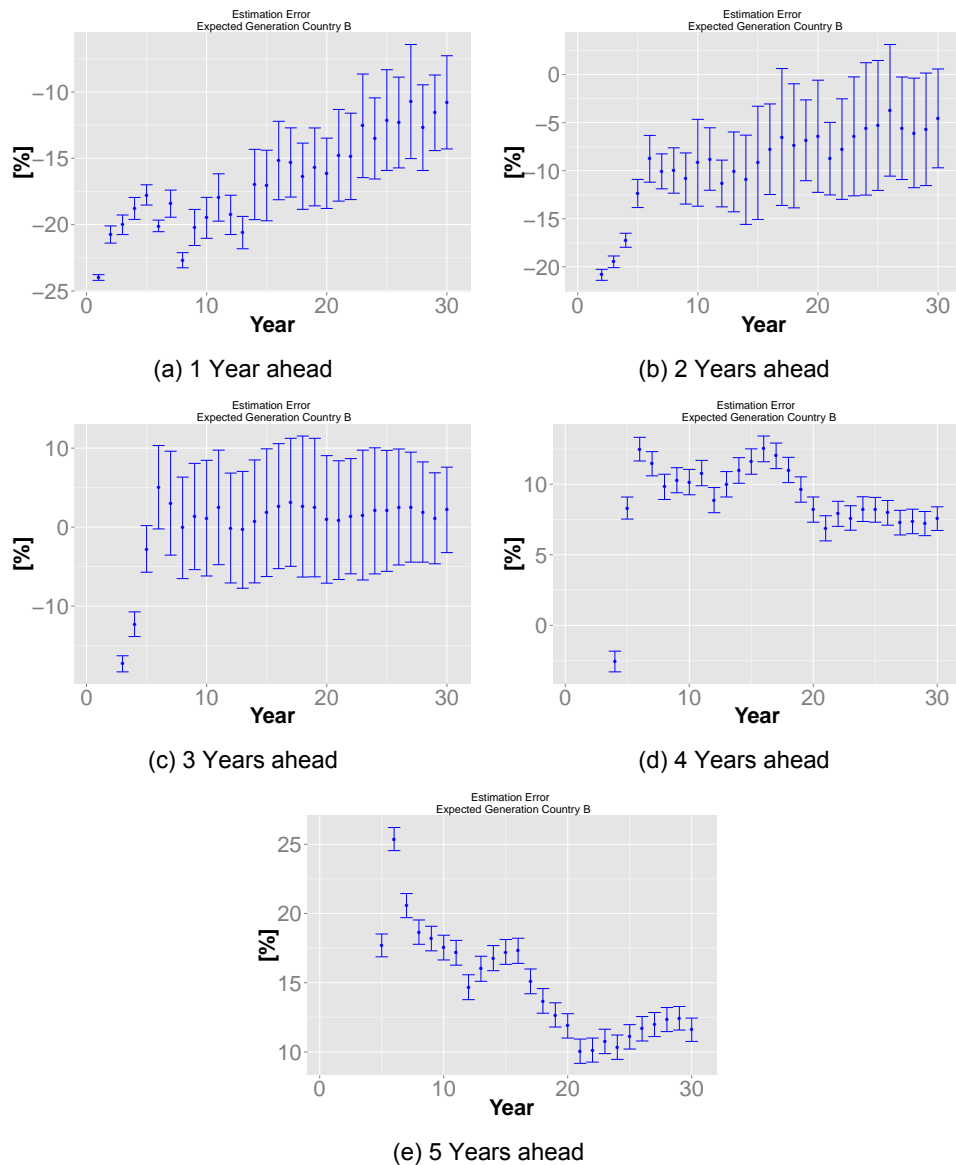 Estimation Error
Expected Generation Country B
[%]
−10
−15
−20
−25
0
10
20
30
Year
(a) 1 Year ahead
Estimation Error
Expected Generation Country B
[%]
0
−5
−10
−15
−20
0
10
20
30
Year
(b) 2 Years ahead
Estimation Error
Expected Generation Country B
[%]
10
0
−10
0
10
20
30
Year
(c) 3 Years ahead
Estimation Error
Expected Generation Country B
[%]
10
5
0
0
10
20
30
Year
(d) 4 Years ahead
Estimation Error
Expected Generation Country B
[%]
25
20
15
10
0
10
20
30
Year
(e) 5 Years ahead